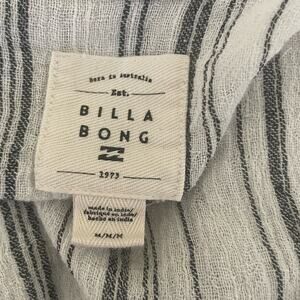 Born in Australia
Est.
BILLA
BONG
1973
made in india/
fabriqué en inde/
hecho en india
M/M/M